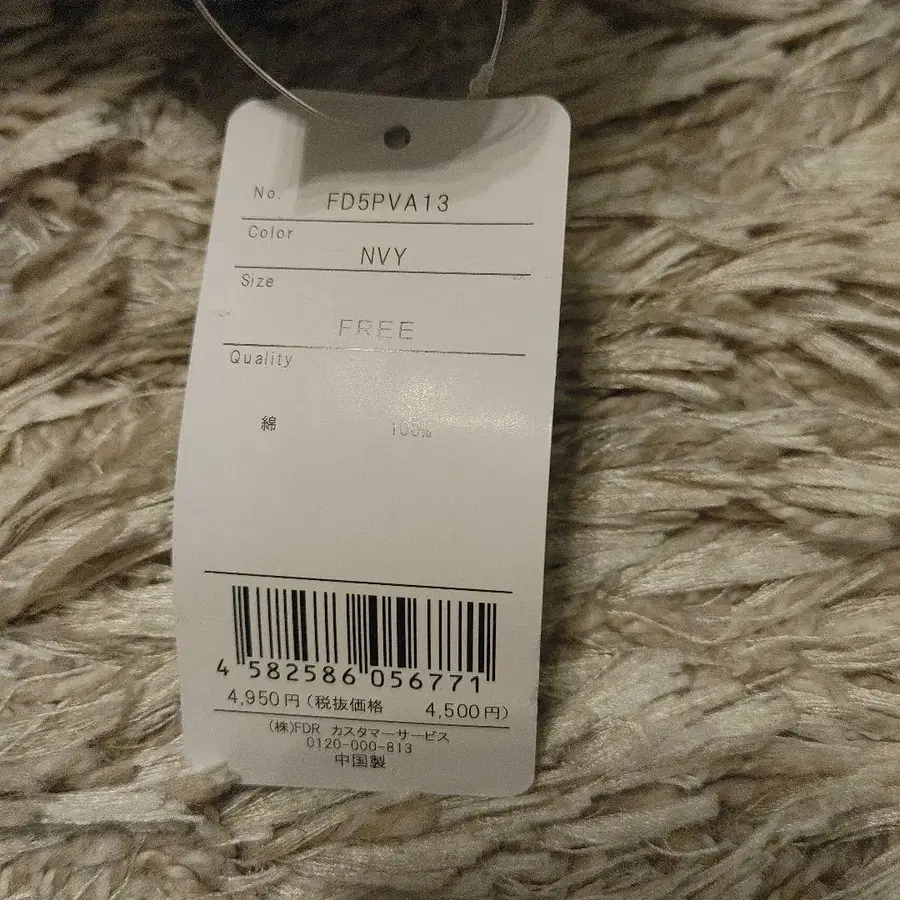 No. FD5PVA13
Color
NVY
Size
FREE
Quality
綿 100%
4 582586 056771
4,950円(税抜価格 4,500円)
(株)FDR カスタマーサービス
0120-000-813
中国製